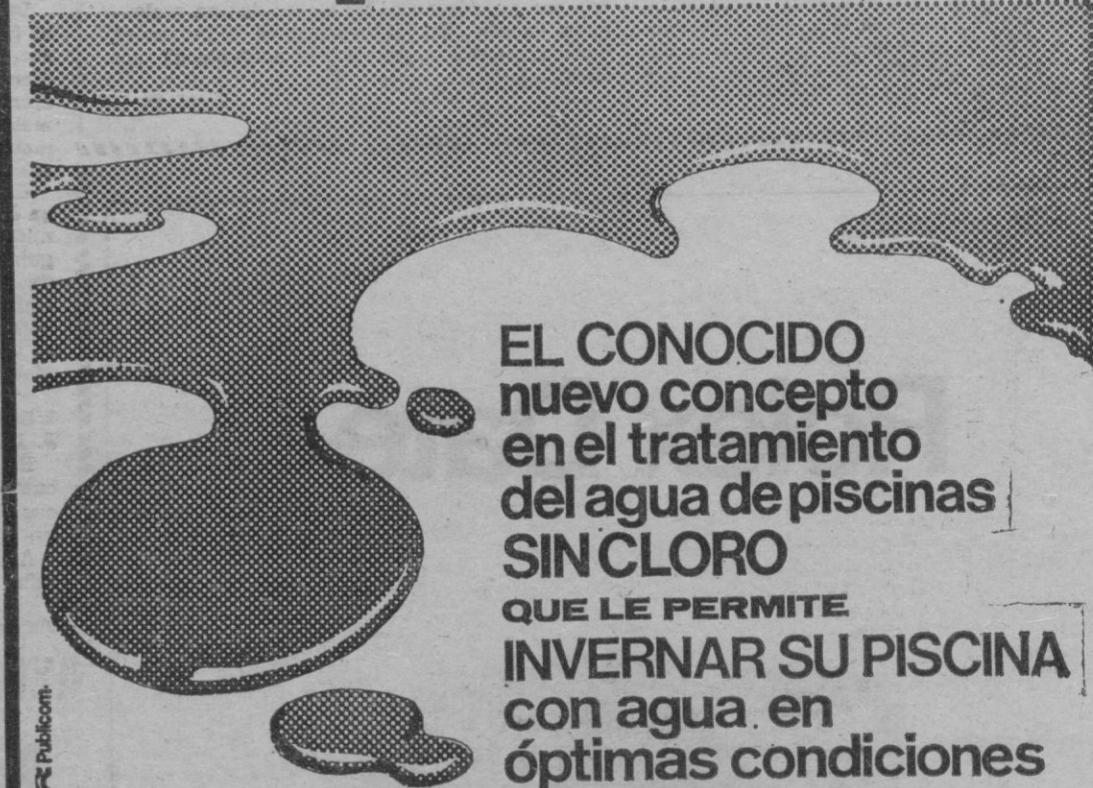 EL CONOCIDO
nuevo concepto
en el tratamiento
del agua de piscinas
SIN CLORO
QUE LE PERMITE
INVERNAR SU PISCINA
con agua en
óptimas condiciones
Publicom